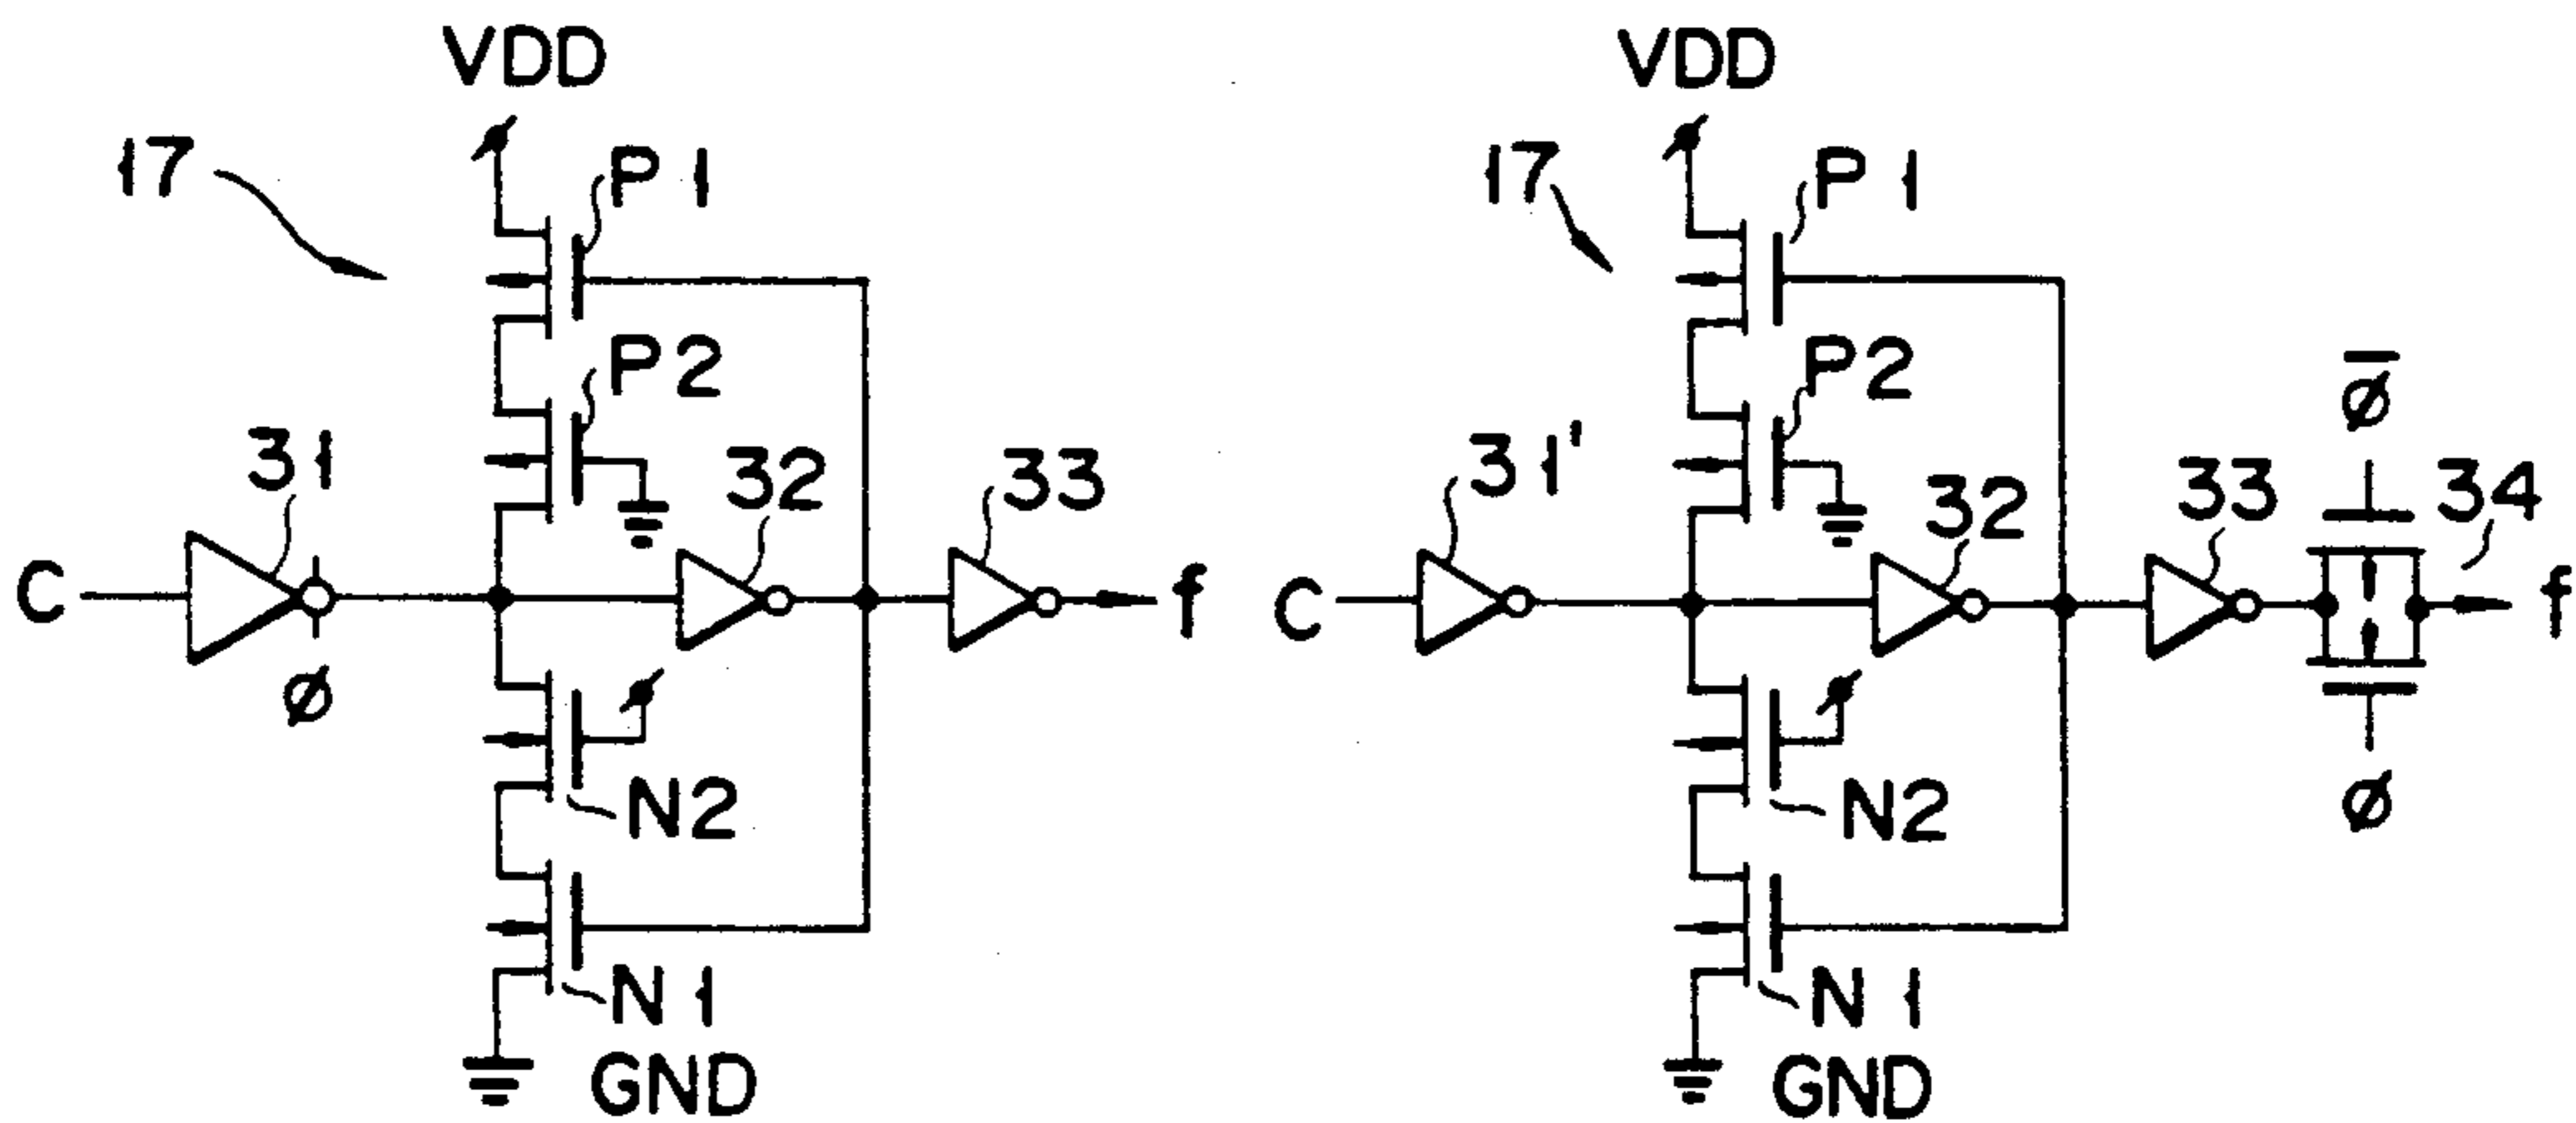 VDD
17
P1
P2
31
32
33
C
f
ø
N2
N1
GND
VDD
17
P1
P2
31'
32
33
ø̅
34
C
f
N2
ø
N1
GND